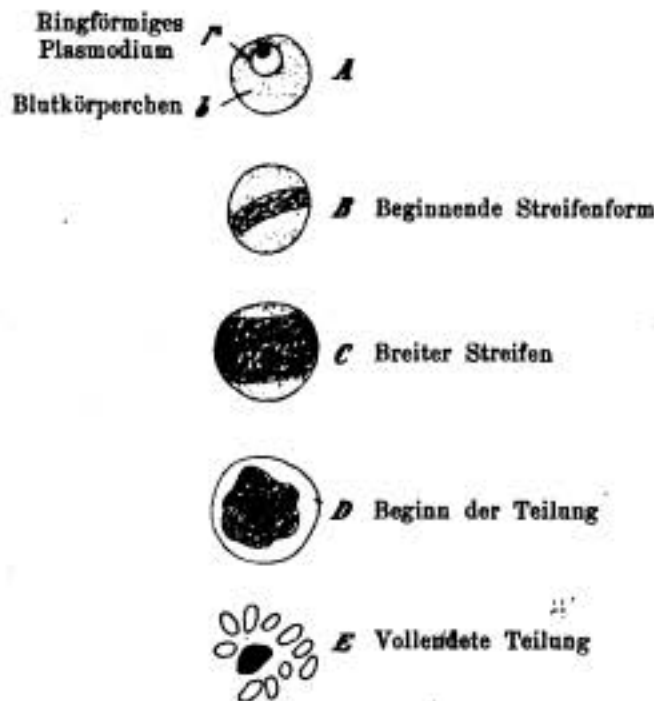 Ringförmiges r
Plasmodium
A
Blutkörperchen b
B Beginnende Streifenform
C Breiter Streifen
D Beginn der Teilung
E Vollendete Teilung